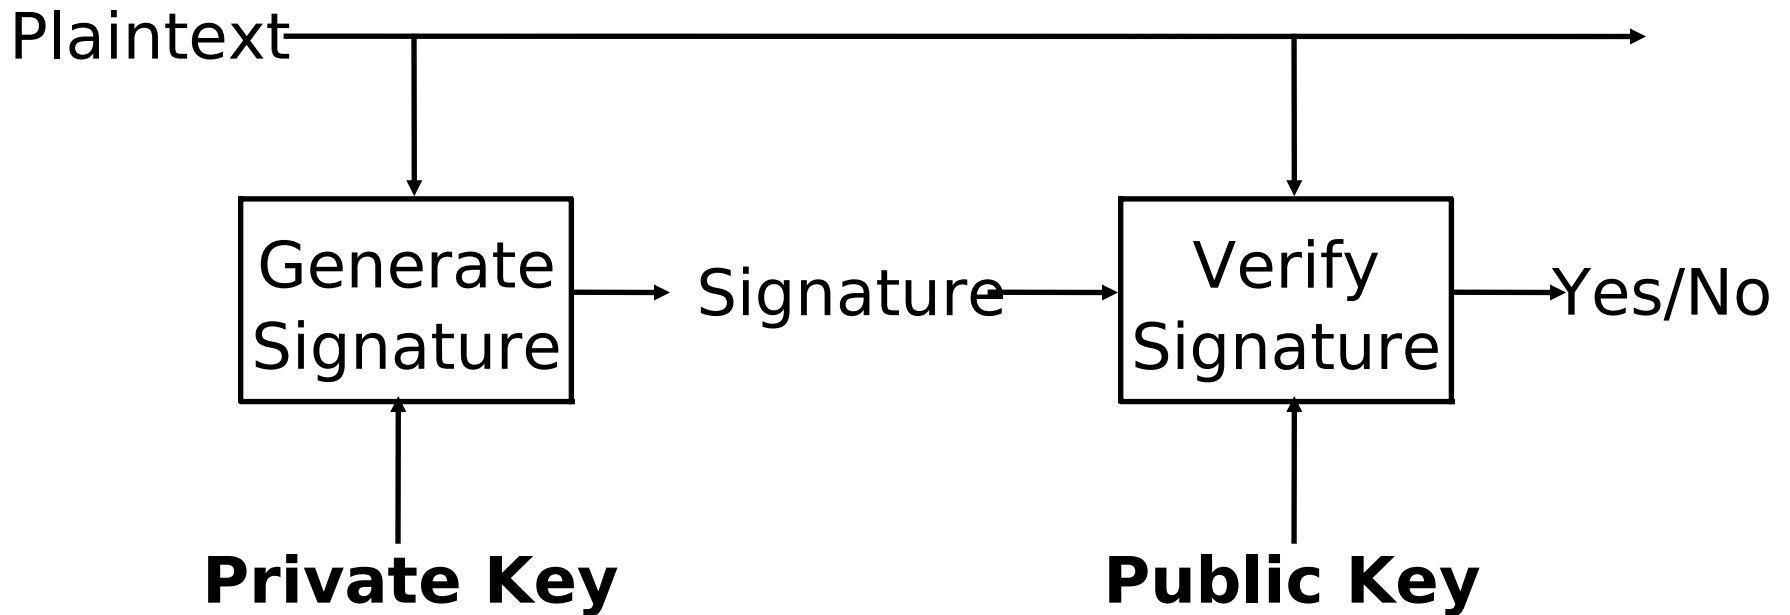 Plaintext
Generate
Signature
Signature
Verify
Signature
Yes/No
Private Key
Public Key